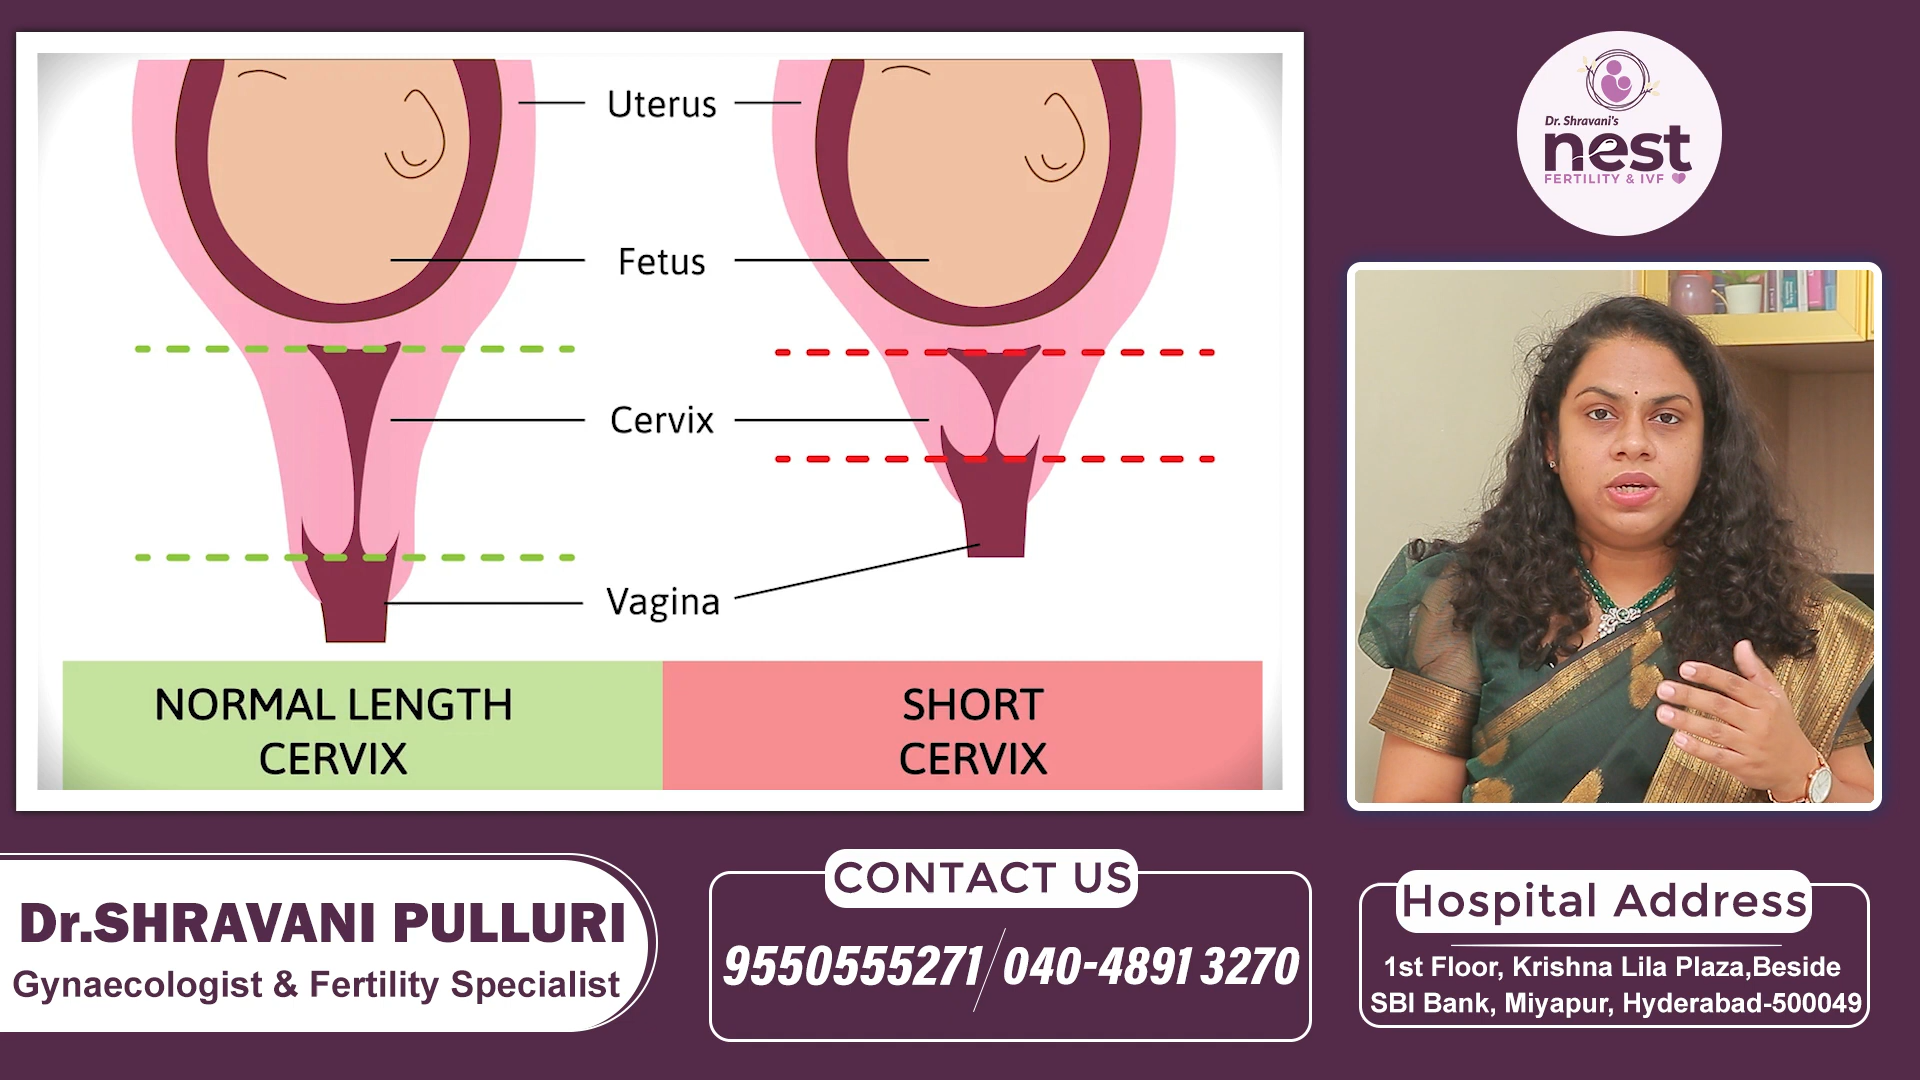 Uterus
Fetus
Cervix
Vagina
NORMAL LENGTH
CERVIX
SHORT
CERVIX
Dr. Shravani's
nest
FERTILITY & IVF
Dr.SHRAVANI PULLURI
Gynaecologist & Fertility Specialist
CONTACT US
9550555271/040-4891 3270
Hospital Address
1st Floor, Krishna Lila Plaza,Beside
SBI Bank, Miyapur, Hyderabad-500049